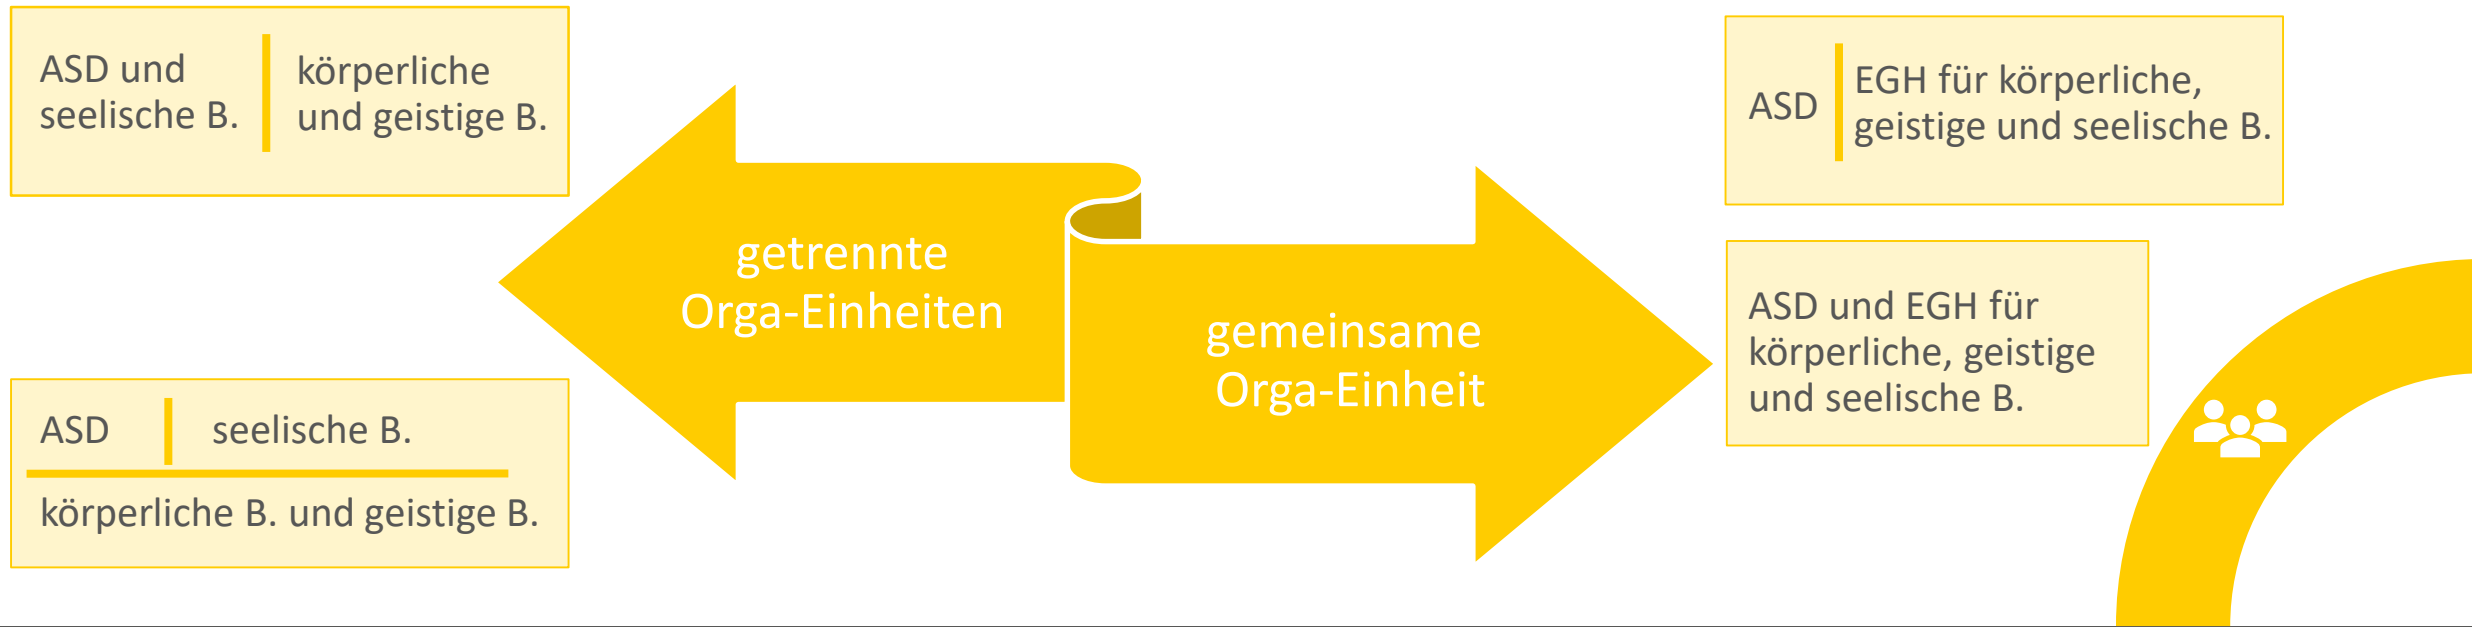 ASD und
seelische B.
körperliche
und geistige B.
ASD
seelische B.
körperliche B. und geistige B.
getrennte
Orga-Einheiten
gemeinsame
Orga-Einheit
ASD
EGH für körperliche,
geistige und seelische B.
ASD und EGH für
körperliche, geistige
und seelische B.